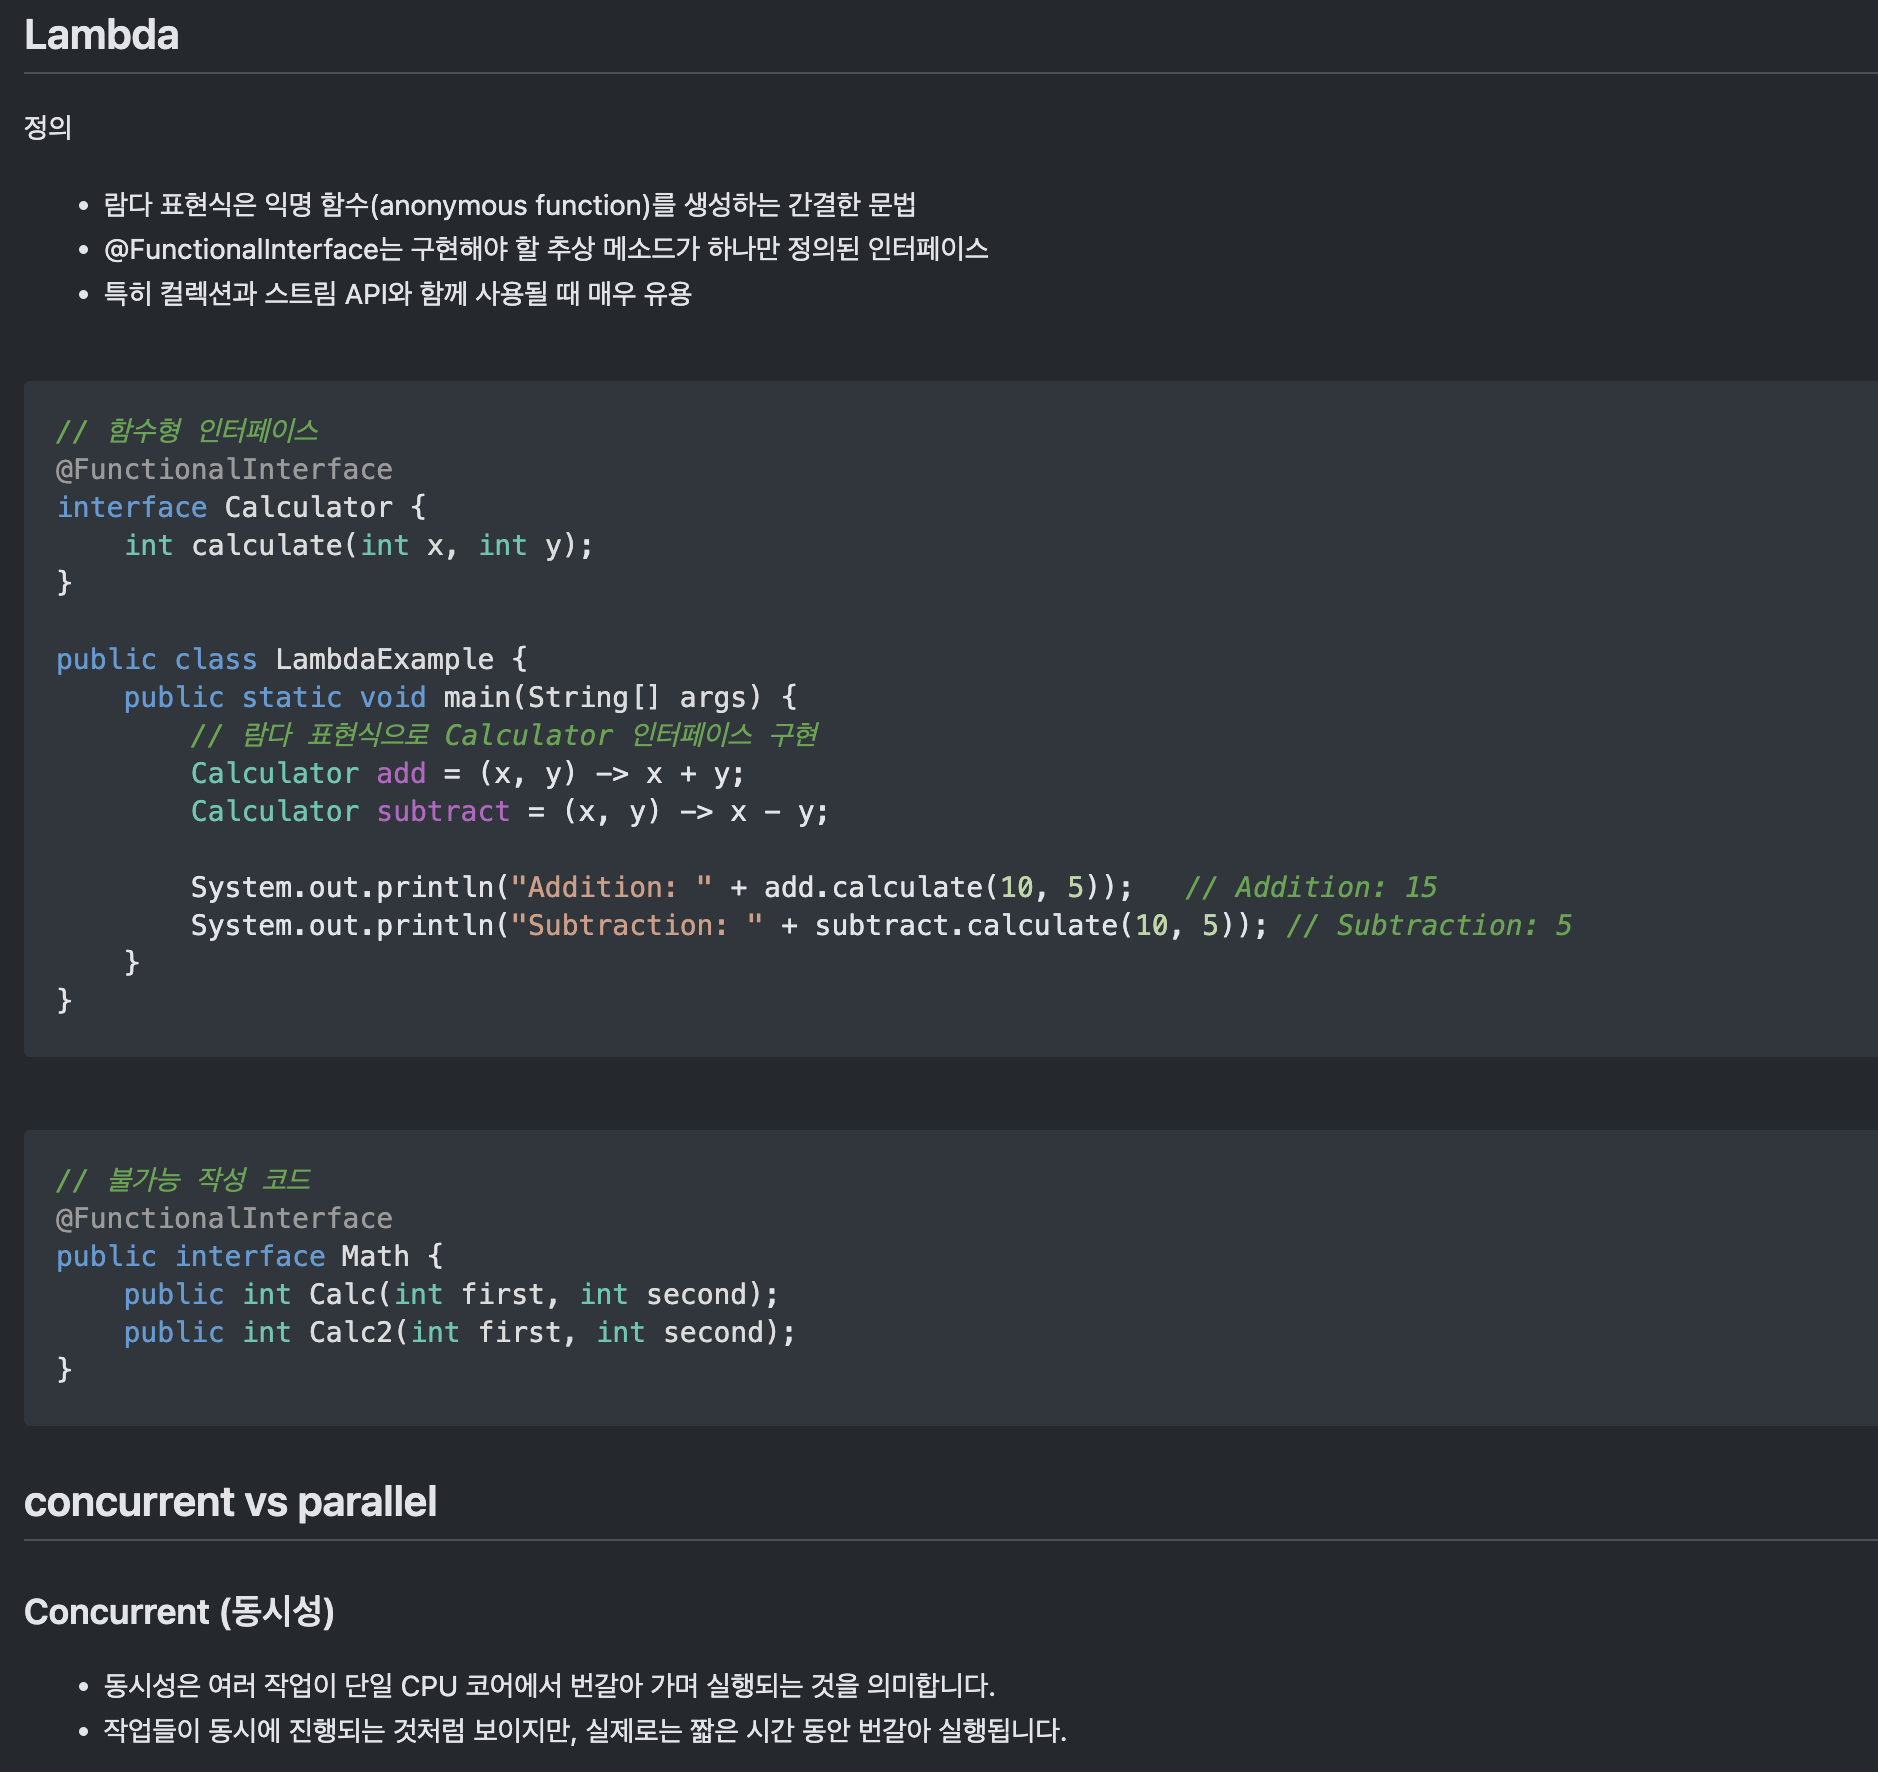 Lambda
정의
• 람다 표현식은 익명 함수(anonymous function)를 생성하는 간결한 문법
• @FunctionalInterface는 구현해야 할 추상 메소드가 하나만 정의된 인터페이스
• 특히 컬렉션과 스트림 API와 함께 사용될 때 매우 유용
// 함수형 인터페이스
@FunctionalInterface
interface Calculator {
    int calculate(int x, int y);
}
public class LambdaExample {
    public static void main(String[] args) {
        // 람다 표현식으로 Calculator 인터페이스 구현
        Calculator add = (x, y) -> x + y;
        Calculator subtract = (x, y) -> x - y;
        System.out.println("Addition: " + add.calculate(10, 5));   // Addition: 15
        System.out.println("Subtraction: " + subtract.calculate(10, 5)); // Subtraction: 5
    }
}
// 불가능 작성 코드
@FunctionalInterface
public interface Math {
    public int Calc(int first, int second);
    public int Calc2(int first, int second);
}
concurrent vs parallel
Concurrent (동시성)
• 동시성은 여러 작업이 단일 CPU 코어에서 번갈아 가며 실행되는 것을 의미합니다.
• 작업들이 동시에 진행되는 것처럼 보이지만, 실제로는 짧은 시간 동안 번갈아 실행됩니다.